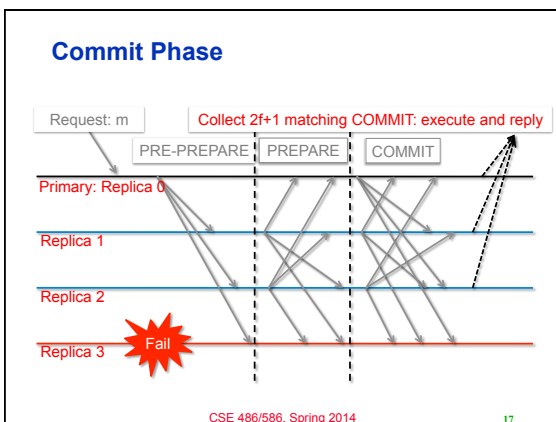 Commit Phase
Request: m
Collect 2f+1 matching COMMIT: execute and reply
PRE-PREPARE
PREPARE
COMMIT
Primary: Replica 0
Replica 1
Replica 2
Fail
Replica 3
CSE 486/586, Spring 2014
17